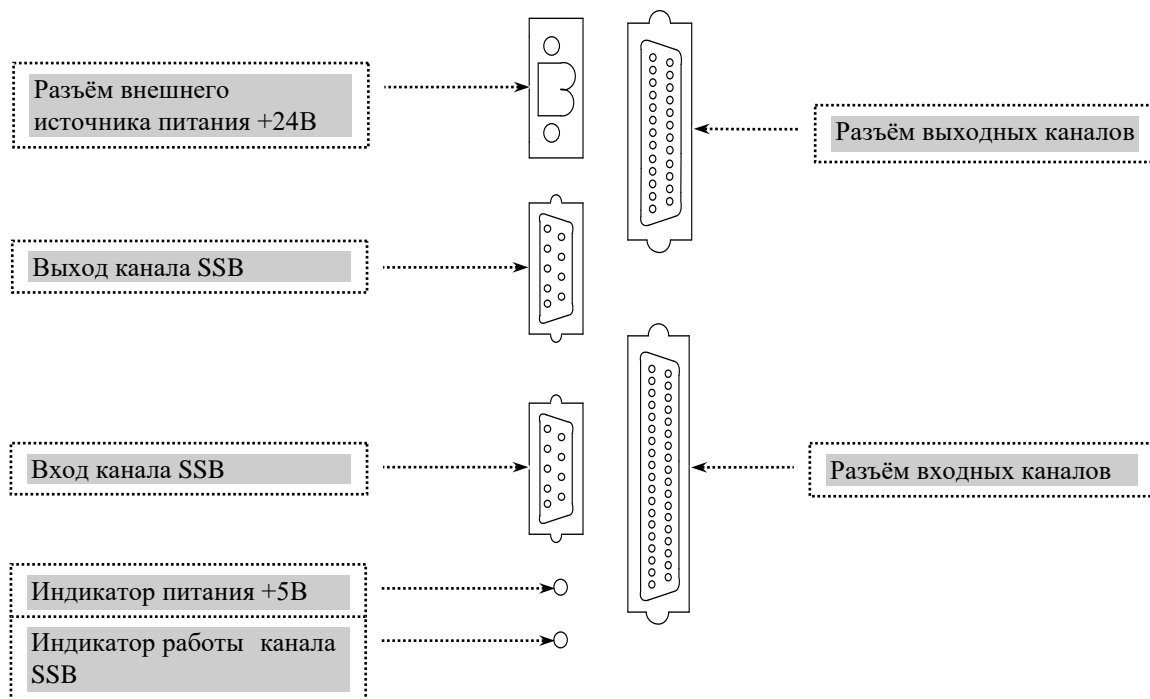 Разъём внешнего
источника питания +24В
Разъём выходных каналов
Выход канала SSB
Вход канала SSB
Разъём входных каналов
Индикатор питания +5В
Индикатор работы канала
SSB